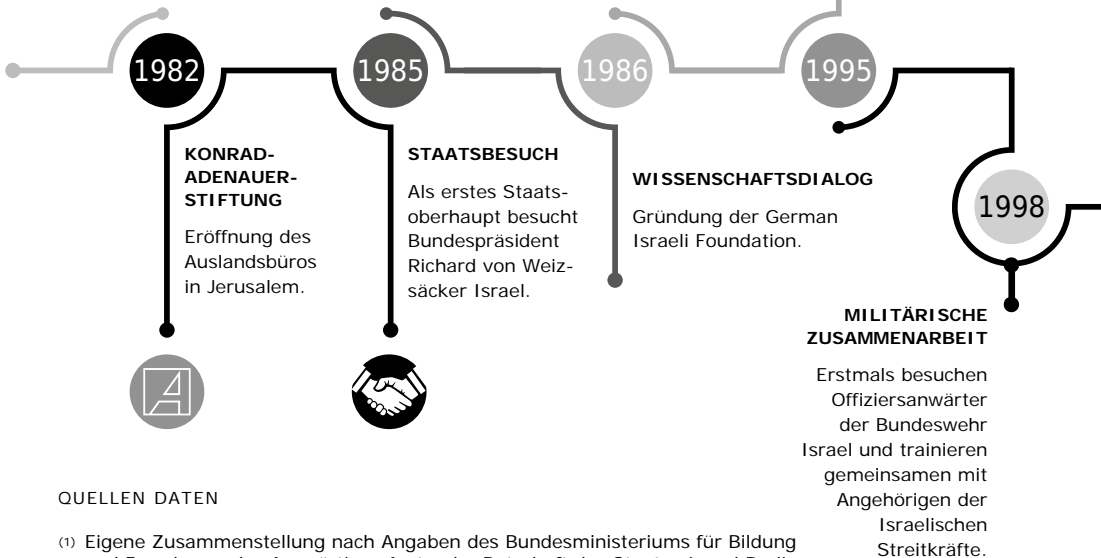 1982
1985
1986
1995
1998
KONRAD-
ADENAUER-
STIFTUNG
Eröffnung des
Auslandsbüros
in Jerusalem.
STAATSBESUCH
Als erstes Staats-
oberhaupt besucht
Bundespräsident
Richard von Weiz-
säcker Israel.
WISSENSCHAFTSDIALOG
Gründung der German
Israeli Foundation.
MILITÄRISCHE
ZUSAMMENARBEIT
Erstmals besuchen
Offiziersanwärter
der Bundeswehr
Israel und trainieren
gemeinsamen mit
Angehörigen der
Israelischen
Streitkräfte.
QUELLEN DATEN
(1) Eigene Zusammenstellung nach Angaben des Bundesministeriums für Bildung